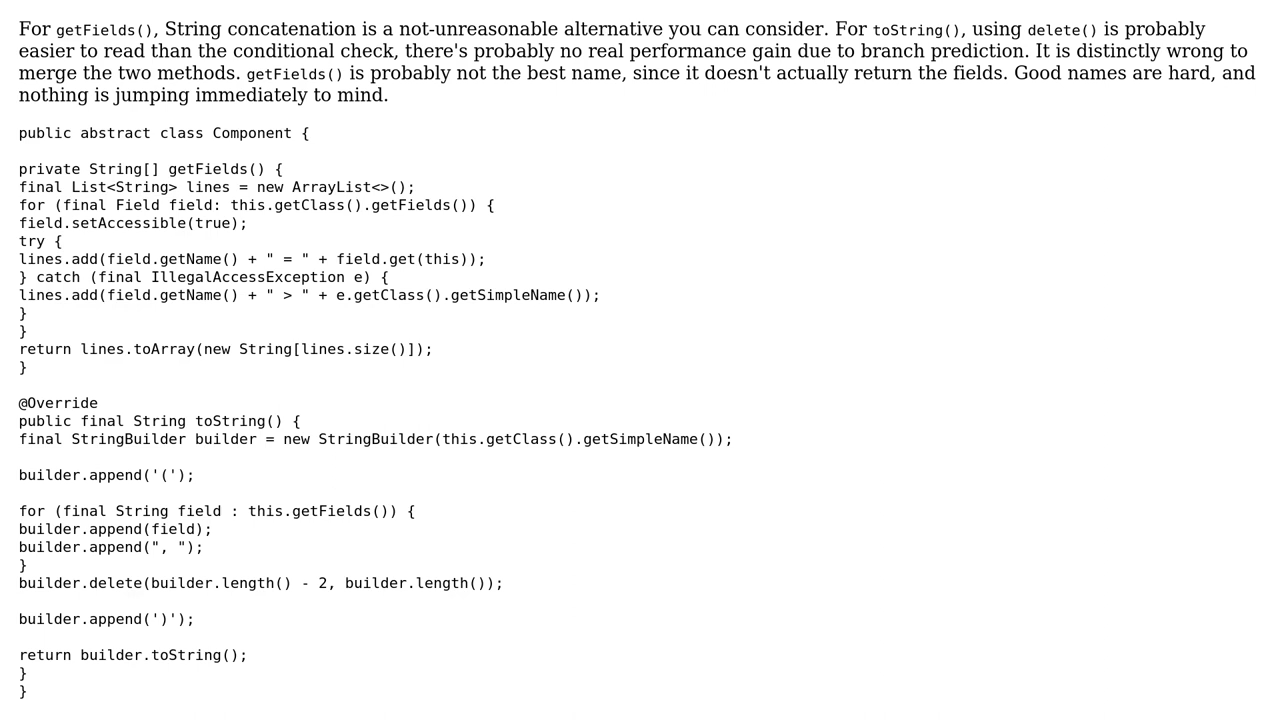 For getFields(), String concatenation is a not-unreasonable alternative you can consider. For toString(), using delete() is probably
easier to read than the conditional check, there's probably no real performance gain due to branch prediction. It is distinctly wrong to
merge the two methods. getFields() is probably not the best name, since it doesn't actually return the fields. Good names are hard, and
nothing is jumping immediately to mind.
public abstract class Component {
private String[] getFields() {
final List<String> lines = new ArrayList<>();
for (final Field field: this.getClass().getFields()) {
field.setAccessible(true);
try {
lines.add(field.getName() + " = " + field.get(this));
} catch (final IllegalAccessException e) {
lines.add(field.getName() + " > " + e.getClass().getSimpleName());
}
}
return lines.toArray(new String[lines.size()]);
}
@Override
public final String toString() {
final StringBuilder builder = new StringBuilder(this.getClass().getSimpleName());
builder.append('(');
for (final String field : this.getFields()) {
builder.append(field);
builder.append(", ");
}
builder.delete(builder.length() - 2, builder.length());
builder.append(')');
return builder.toString();
}
}